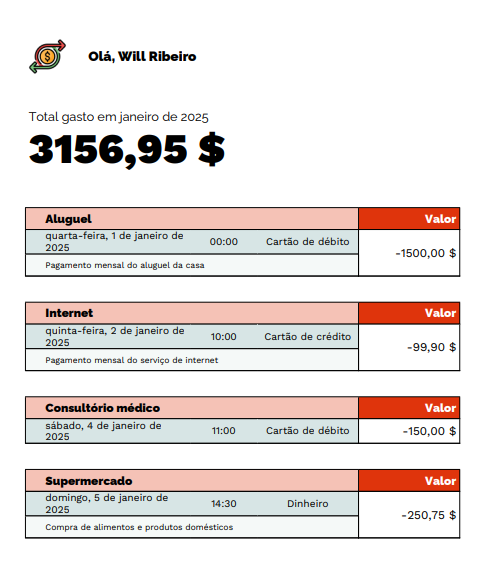 $
Olá, Will Ribeiro
Total gasto em janeiro de 2025
3156,95 $
Aluguel Valor
quarta-feira, 1 de janeiro de
2025 00:00 Cartão de débito -1500,00 $
Pagamento mensal do aluguel da casa
Internet Valor
quinta-feira, 2 de janeiro de
2025 10:00 Cartão de crédito -99,90 $
Pagamento mensal do serviço de internet
Consultório médico Valor
sábado, 4 de janeiro de
2025 11:00 Cartão de débito -150,00 $
Supermercado Valor
domingo, 5 de janeiro de
2025 14:30 Dinheiro -250,75 $
Compra de alimentos e produtos domésticos